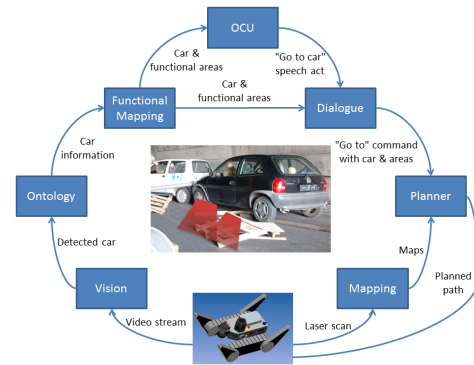 OCU
Car &
functional areas
"Go to car"
speech act
Car &
functional areas
Functional
Mapping
Dialogue
Car
information
"Go to" command
with car & areas
Ontology
Planner
Detected car
Maps
Planned
path
Vision
Mapping
Video stream
Laser scan